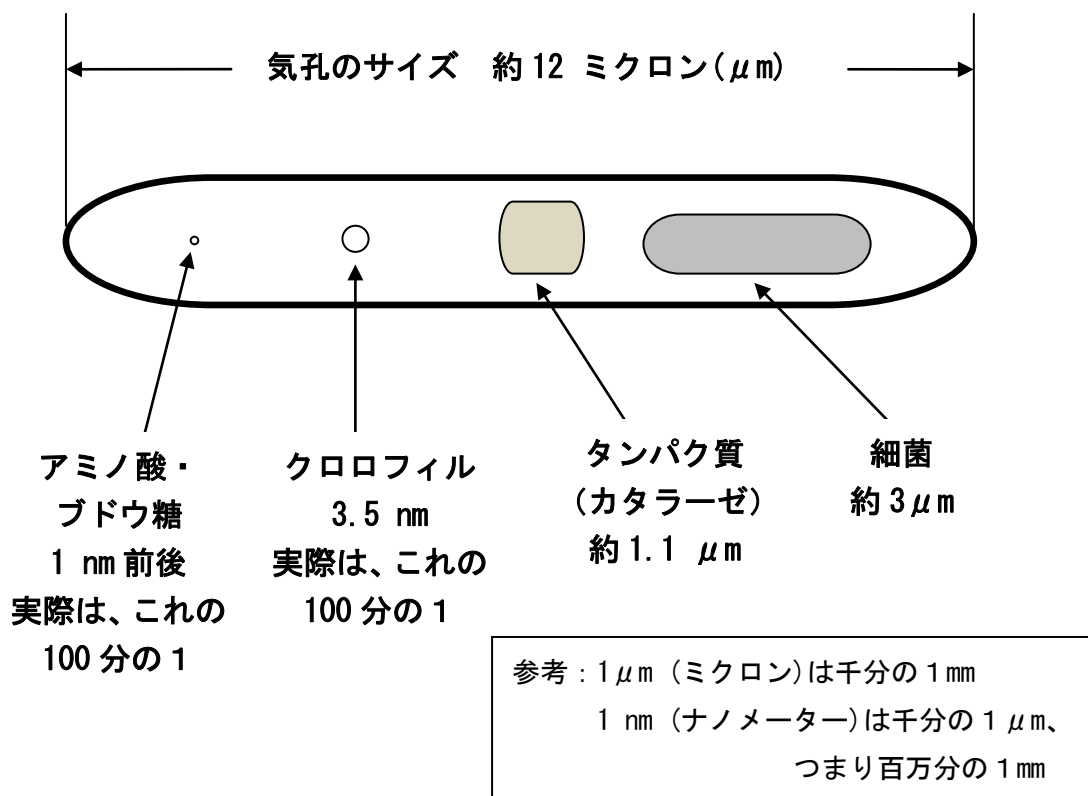 気孔のサイズ　約12 ミクロン(μm)
アミノ酸・
ブドウ糖
1 nm前後
実際は、これの
100分の１
クロロフィル
3.5 nm
実際は、これの
100分の１
タンパク質
(カタラーゼ)
約1.1 μm
細菌
約3μm
参考：1μm (ミクロン)は千分の1mm
1 nm (ナノメーター)は千分の1μm、
つまり百万分の1mm